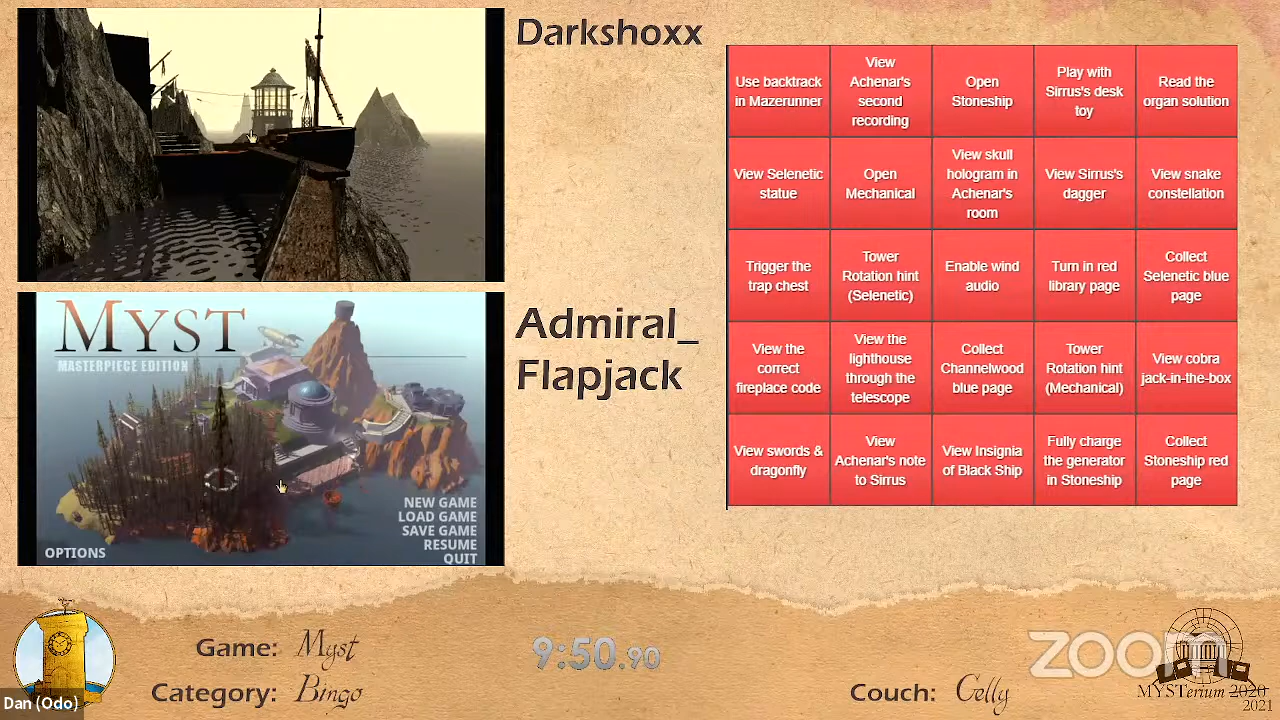 Darkshoxx
MYST
MASTERPIECE EDITION
NEW GAME
LOAD GAME
SAVE GAME
RESUME
QUIT
OPTIONS
Admiral_
Flapjack
Use backtrack
in Mazerunner
View
Achenar's
second
recording
Open
Stoneship
Play with
Sirrus's desk
toy
Read the
organ solution
View Selenetic
statue
Open
Mechanical
View skull
hologram in
Achenar's
room
View Sirrus's
dagger
View snake
constellation
Trigger the
trap chest
Tower
Rotation hint
(Selenetic)
Enable wind
audio
Turn in red
library page
Collect
Selenetic blue
page
View the
correct
fireplace code
View the
lighthouse
through the
telescope
Collect
Channelwood
blue page
Tower
Rotation hint
(Mechanical)
View cobra
jack-in-the-box
View swords &
dragonfly
View
Achenar's note
to Sirrus
View Insignia
of Black Ship
Fully charge
the generator
in Stoneship
Collect
Stoneship red
page
Game: Myst
Category: Bingo
9:50.90
Couch: Celly
zoom
MYSTerium 2020
2021
Dan (Odo)